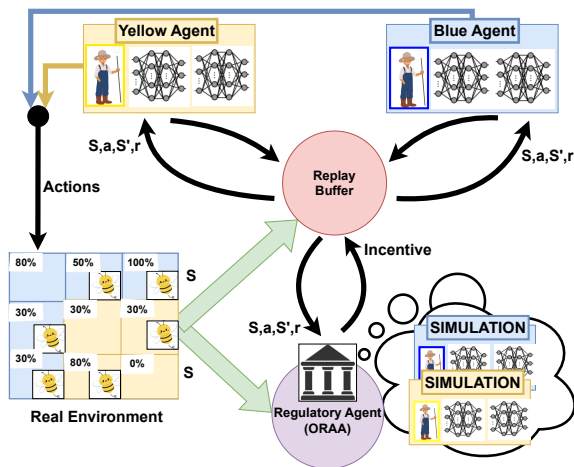 Yellow Agent
Blue Agent
S,a,S',r
S,a,S',r
Replay
Buffer
Actions
Incentive
80%
50%
100%
S
30%
30%
30%
30%
80%
0%
S
S,a,S',r
SIMULATION
SIMULATION
Real Environment
Regulatory Agent
(ORAA)